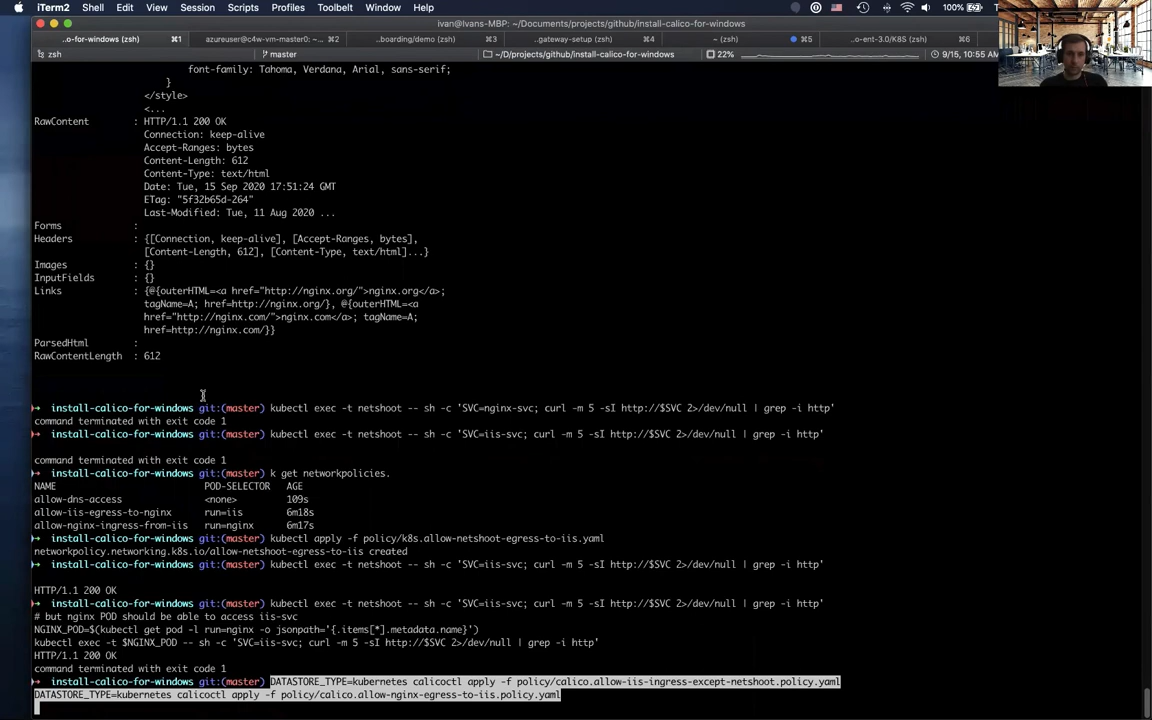 iTerm2 Shell Edit View Session Scripts Profiles Toolbelt Window Help 100%
ivan@Ivans-MBP: ~/Documents/projects/github/install-calico-for-windows
..o-for-windows (zsh) ⌘1 azureuser@c4w-vm-master0: ~... ⌘2 ..boarding/demo (zsh) ⌘3 ..gateway-setup (zsh) ⌘4 ~ (zsh) ⌘5 ..o-ent-3.0/K8S (zsh) ⌘6
zsh master ~/D/projects/github/install-calico-for-windows 22% 9/15, 10:55 AM
font-family: Tahoma, Verdana, Arial, sans-serif;
}
</style>
<...
RawContent : HTTP/1.1 200 OK
Connection: keep-alive
Accept-Ranges: bytes
Content-Length: 612
Content-Type: text/html
Date: Tue, 15 Sep 2020 17:51:24 GMT
ETag: "5f32b65d-264"
Last-Modified: Tue, 11 Aug 2020 ...
Forms :
Headers : {[Connection, keep-alive], [Accept-Ranges, bytes],
[Content-Length, 612], [Content-Type, text/html]...}
Images : {}
InputFields : {}
Links : {@{outerHTML=<a href="http://nginx.org/">nginx.org</a>;
tagName=A; href=http://nginx.org/}, @{outerHTML=<a
href="http://nginx.com/">nginx.com</a>; tagName=A;
href=http://nginx.com/}}
ParsedHtml :
RawContentLength : 612
➜ install-calico-for-windows git:(master) kubectl exec -t netshoot -- sh -c 'SVC=nginx-svc; curl -m 5 -sI http://$SVC 2>/dev/null | grep -i http'
command terminated with exit code 1
➜ install-calico-for-windows git:(master) kubectl exec -t netshoot -- sh -c 'SVC=iis-svc; curl -m 5 -sI http://$SVC 2>/dev/null | grep -i http'
command terminated with exit code 1
➜ install-calico-for-windows git:(master) k get networkpolicies.
NAME POD-SELECTOR AGE
allow-dns-access <none> 109s
allow-iis-egress-to-nginx run=iis 6m18s
allow-nginx-ingress-from-iis run=nginx 6m17s
➜ install-calico-for-windows git:(master) kubectl apply -f policy/k8s.allow-netshoot-egress-to-iis.yaml
networkpolicy.networking.k8s.io/allow-netshoot-egress-to-iis created
➜ install-calico-for-windows git:(master) kubectl exec -t netshoot -- sh -c 'SVC=iis-svc; curl -m 5 -sI http://$SVC 2>/dev/null | grep -i http'
HTTP/1.1 200 OK
➜ install-calico-for-windows git:(master) kubectl exec -t netshoot -- sh -c 'SVC=iis-svc; curl -m 5 -sI http://$SVC 2>/dev/null | grep -i http'
# but nginx POD should be able to access iis-svc
NGINX_POD=$(kubectl get pod -l run=nginx -o jsonpath='{.items[*].metadata.name}')
kubectl exec -t $NGINX_POD -- sh -c 'SVC=iis-svc; curl -m 5 -sI http://$SVC 2>/dev/null | grep -i http'
HTTP/1.1 200 OK
command terminated with exit code 1
➜ install-calico-for-windows git:(master) DATASTORE_TYPE=kubernetes calicoctl apply -f policy/calico.allow-iis-ingress-except-netshoot.policy.yaml
DATASTORE_TYPE=kubernetes calicoctl apply -f policy/calico.allow-nginx-egress-to-iis.policy.yaml